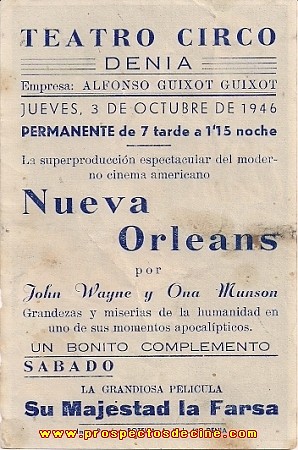 TEATRO CIRCO
DENIA
Empresa: ALFONSO GUIXOT GUIXOT
JUEVES, 3 DE OCTUBRE DE 1946
PERMANENTE de 7 tarde a 1'15 noche
La superproducción espectacular del moder-
no cinema americano
Nueva
Orleans
por
John Wayne y Ona Munson
Grandezas y miserias de la humanidad en
uno de sus momentos apocalípticos.
UN BONITO COMPLEMENTO
SABADO
LA GRANDIOSA PELICULA
Su Majestad la Farsa
www.prospectosdecine.com